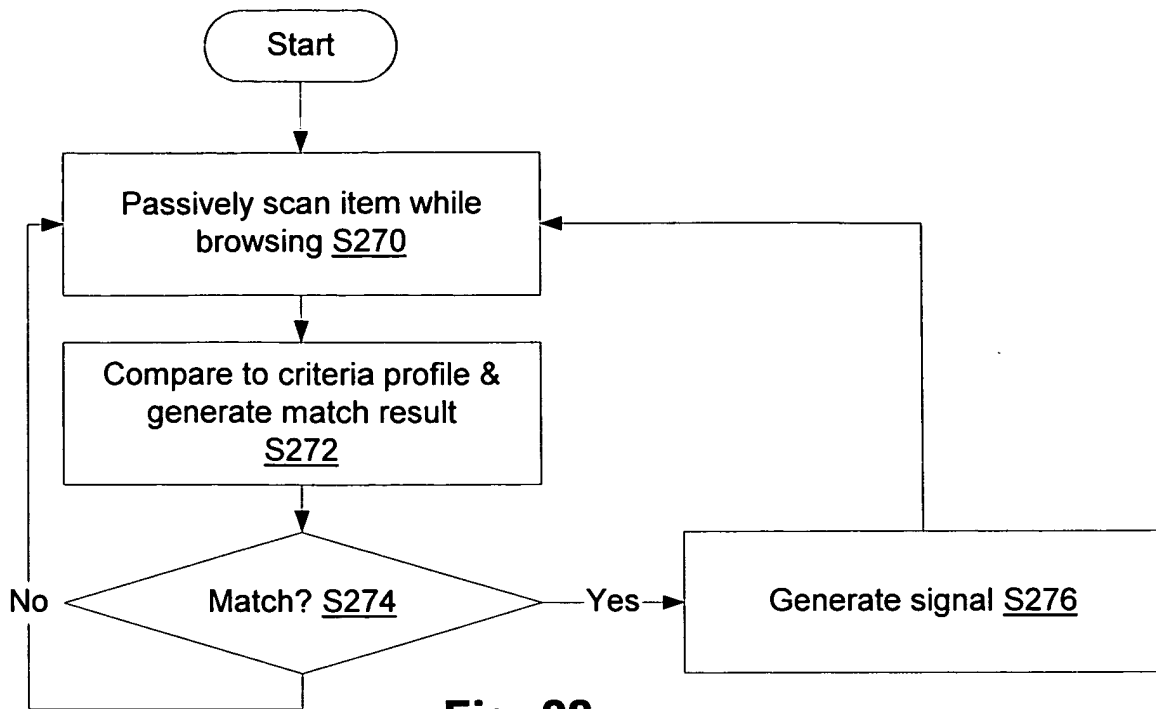 Start
Passively scan item while
browsing S270
Compare to criteria profile &
generate match result
S272
Match? S274
No
Yes
Generate signal S276